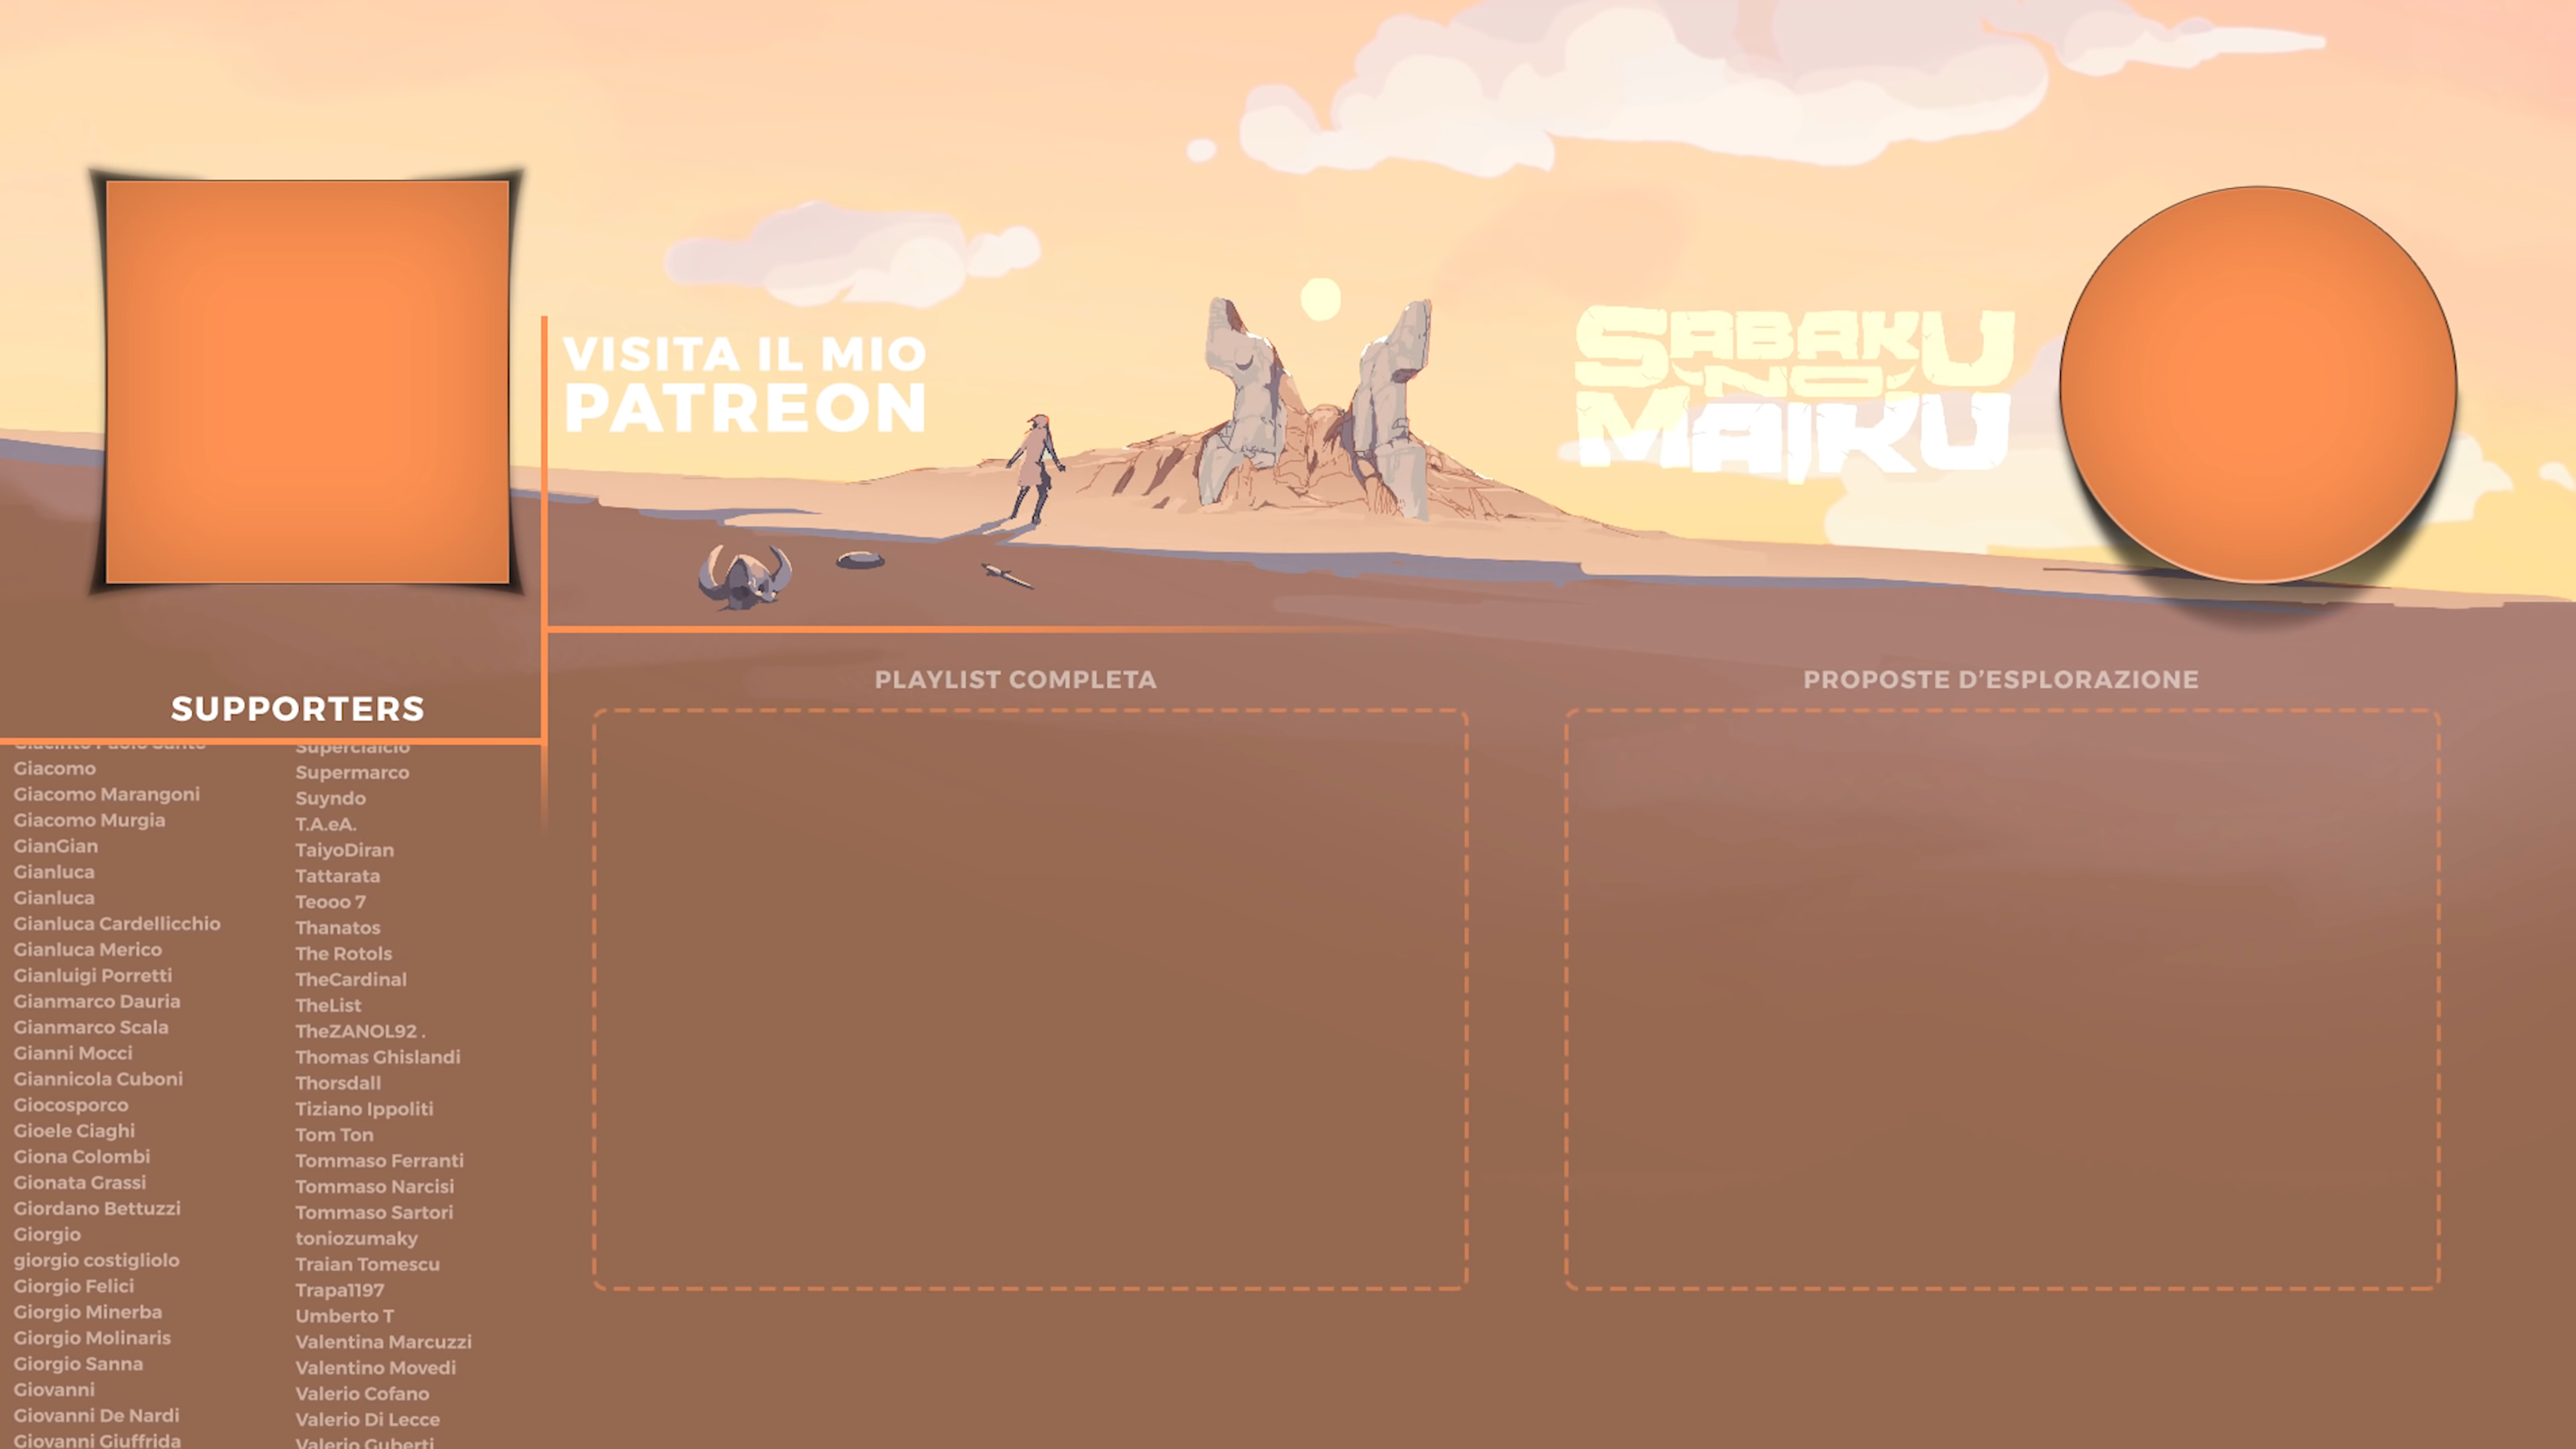 VISITA IL MIO
PATREON
SABAKU
NO
MAIKU
SUPPORTERS
Giacomo
Giacomo Marangoni
Giacomo Murgia
GianGian
Gianluca
Gianluca
Gianluca Cardellicchio
Gianluca Merico
Gianluigi Porretti
Gianmarco Dauria
Gianmarco Scala
Gianni Mocci
Giannicola Cuboni
Giocosporco
Gioele Ciaghi
Giona Colombi
Gionata Grassi
Giordano Bettuzzi
Giorgio
giorgio costigliolo
Giorgio Felici
Giorgio Minerba
Giorgio Molinaris
Giorgio Sanna
Giovanni
Giovanni De Nardi
Giovanni Giuffrida
Supermarco
Suyndo
T.A.eA.
TaiyoDiran
Tattarata
Teooo 7
Thanatos
The Rotols
TheCardinal
TheList
TheZANOL92 .
Thomas Ghislandi
Thorsdall
Tiziano Ippoliti
Tom Ton
Tommaso Ferranti
Tommaso Narcisi
Tommaso Sartori
toniozumaky
Traian Tomescu
Trapa1197
Umberto T
Valentina Marcuzzi
Valentino Movedi
Valerio Cofano
Valerio Di Lecce
Valerio Guberti
PLAYLIST COMPLETA
PROPOSTE D'ESPLORAZIONE